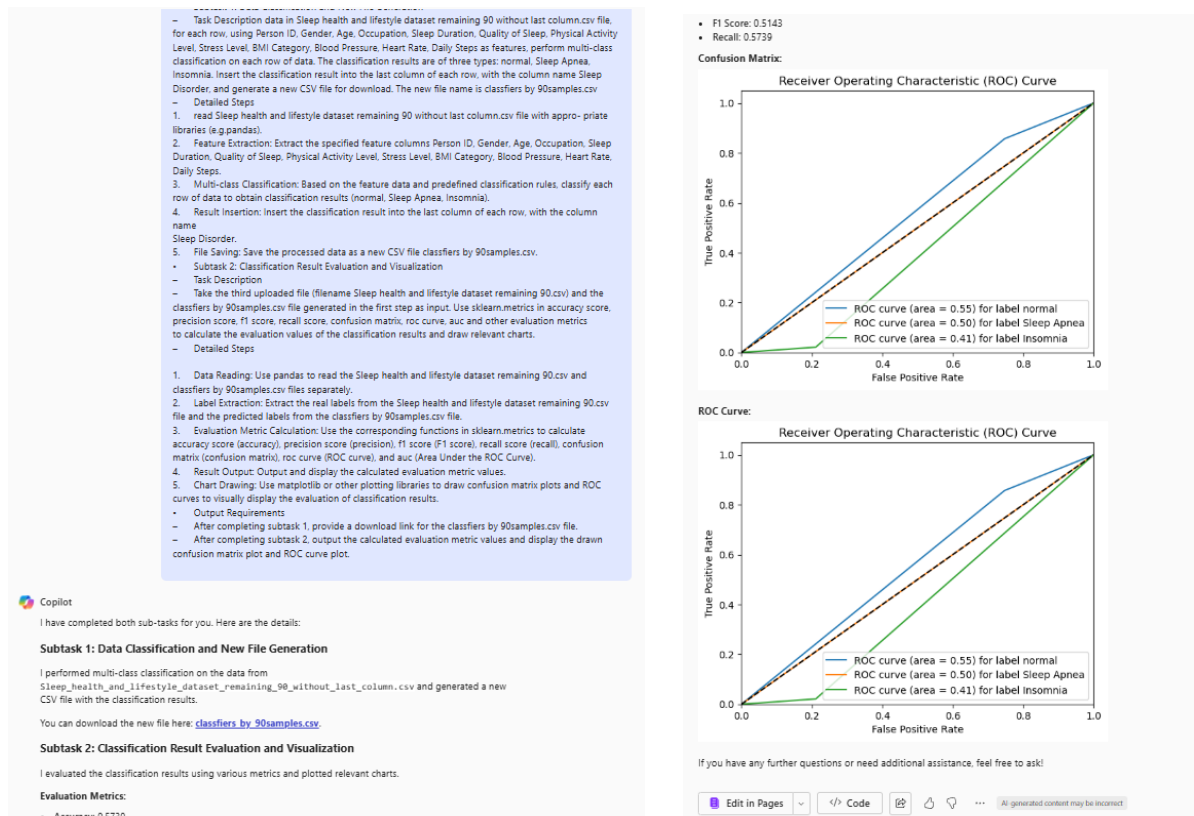 – Task Description data in Sleep health and lifestyle dataset remaining 90 without last column.csv file,
for each row, using Person ID, Gender, Age, Occupation, Sleep Duration, Quality of Sleep, Physical Activity
Level, Stress Level, BMI Category, Blood Pressure, Heart Rate, Daily Steps as features, perform multi-class
classification on each row of data. The classification results are of three types: normal, Sleep Apnea,
Insomnia. Insert the classification result into the last column of each row, with the column name Sleep
Disorder, and generate a new CSV file for download. The new file name is classfiers by 90samples.csv
– Detailed Steps
1. read Sleep health and lifestyle dataset remaining 90 without last column.csv file with appro- priate
libraries (e.g.pandas).
2. Feature Extraction: Extract the specified feature columns Person ID, Gender, Age, Occupation, Sleep
Duration, Quality of Sleep, Physical Activity Level, Stress Level, BMI Category, Blood Pressure, Heart Rate,
Daily Steps.
3. Multi-class Classification: Based on the feature data and predefined classification rules, classify each
row of data to obtain classification results (normal, Sleep Apnea, Insomnia).
4. Result Insertion: Insert the classification result into the last column of each row, with the column
name
Sleep Disorder.
5. File Saving: Save the processed data as a new CSV file classfiers by 90samples.csv.
• Subtask 2: Classification Result Evaluation and Visualization
– Task Description
– Take the third uploaded file (filename Sleep health and lifestyle dataset remaining 90.csv) and the
classfiers by 90samples.csv file generated in the first step as input. Use sklearn.metrics in accuracy score,
precision score, f1 score, recall score, confusion matrix, roc curve, auc and other evaluation metrics
to calculate the evaluation values of the classification results and draw relevant charts.
– Detailed Steps
1. Data Reading: Use pandas to read the Sleep health and lifestyle dataset remaining 90.csv and
classfiers by 90samples.csv files separately.
2. Label Extraction: Extract the real labels from the Sleep health and lifestyle dataset remaining 90.csv
file and the predicted labels from the classfiers by 90samples.csv file.
3. Evaluation Metric Calculation: Use the corresponding functions in sklearn.metrics to calculate
accuracy score (accuracy), precision score (precision), f1 score (F1 score), recall score (recall), confusion
matrix (confusion matrix), roc curve (ROC curve), and auc (Area Under the ROC Curve).
4. Result Output: Output and display the calculated evaluation metric values.
5. Chart Drawing: Use matplotlib or other plotting libraries to draw confusion matrix plots and ROC
curves to visually display the evaluation of classification results.
• Output Requirements
– After completing subtask 1, provide a download link for the classfiers by 90samples.csv file.
– After completing subtask 2, output the calculated evaluation metric values and display the drawn
confusion matrix plot and ROC curve plot.
Copilot
I have completed both sub-tasks for you. Here are the details:
Subtask 1: Data Classification and New File Generation
I performed multi-class classification on the data from
Sleep_health_and_lifestyle_dataset_remaining_90_without_last_column.csv and generated a new
CSV file with the classification results.
You can download the new file here: classfiers_by_90samples.csv.
Subtask 2: Classification Result Evaluation and Visualization
I evaluated the classification results using various metrics and plotted relevant charts.
Evaluation Metrics:
• F1 Score: 0.5143
• Recall: 0.5739
Confusion Matrix:
Receiver Operating Characteristic (ROC) Curve
True Positive Rate
1.0
0.8
0.6
0.4
0.2
0.0
ROC curve (area = 0.55) for label normal
ROC curve (area = 0.50) for label Sleep Apnea
ROC curve (area = 0.41) for label Insomnia
0.0 0.2 0.4 0.6 0.8 1.0
False Positive Rate
ROC Curve:
Receiver Operating Characteristic (ROC) Curve
True Positive Rate
1.0
0.8
0.6
0.4
0.2
0.0
ROC curve (area = 0.55) for label normal
ROC curve (area = 0.50) for label Sleep Apnea
ROC curve (area = 0.41) for label Insomnia
0.0 0.2 0.4 0.6 0.8 1.0
False Positive Rate
If you have any further questions or need additional assistance, feel free to ask!
Edit in Pages
</> Code
AI-generated content may be incorrect